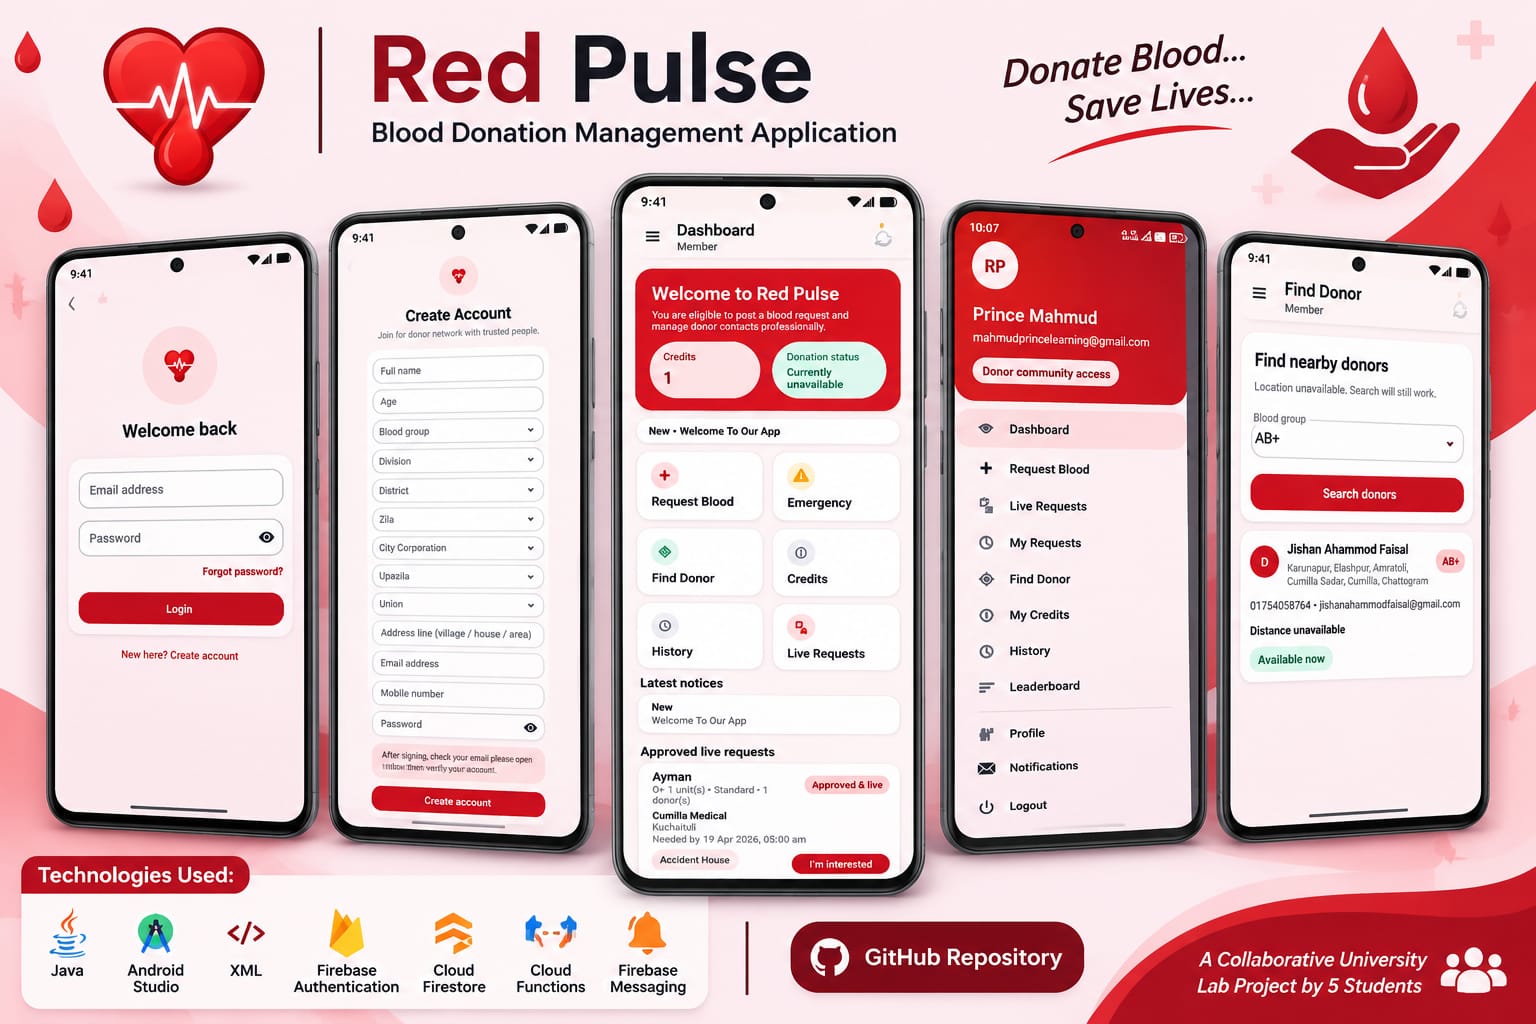 Red Pulse
Blood Donation Management Application
Donate Blood...
Save Lives...
9:41
Welcome back
Email address
Password
Forgot password?
Login
New here? Create account
9:41
Create Account
Join for donor network with trusted people.
Full name
Age
Blood group
Division
District
Zila
City Corporation
Upazila
Union
Address line (village / house / area)
Email address
Moblle number
Password
After signing, check your email please open
then verify your account.
Create account
9:41
Dashboard
Member
Welcome to Red Pulse
You are eligible to post a blood request and
manage donor contacts professionally.
Credits
1
Donation status
Currently
unavailable
New • Welcome To Our App
Request Blood
Emergency
Find Donor
Credits
History
Live Requests
Latest notices
New
Welcome To Our App
Approved live requests
Ayman
O+ 1 unit(s) • Standard • 1
donor(s)
Approved & live
Cumilla Medical
Kuchaituli
Needed by 19 Apr 2026, 05:00 am
Accident House
I'm interested
10:07
RP
Prince Mahmud
mahmudprincelearning@gmail.com
Donor community access
Dashboard
Request Blood
Live Requests
My Requests
Find Donor
My Credits
History
Leaderboard
Profile
Notifications
Logout
9:41
Find Donor
Member
Find nearby donors
Location unavailable. Search will still work.
Blood group
AB+
Search donors
D
Jishan Ahammod Faisal
AB+
Karunapur, Elashpur, Amratoli,
Cumilla Sadar, Cumilla, Chattogram
01754058764 • jishanahammodfaisal@gmail.com
Distance unavailable
Available now
Technologies Used:
Java
Android
Studio
XML
Firebase
Authentication
Cloud
Firestore
Cloud
Functions
Firebase
Messaging
GitHub Repository
A Collaborative University
Lab Project by 5 Students